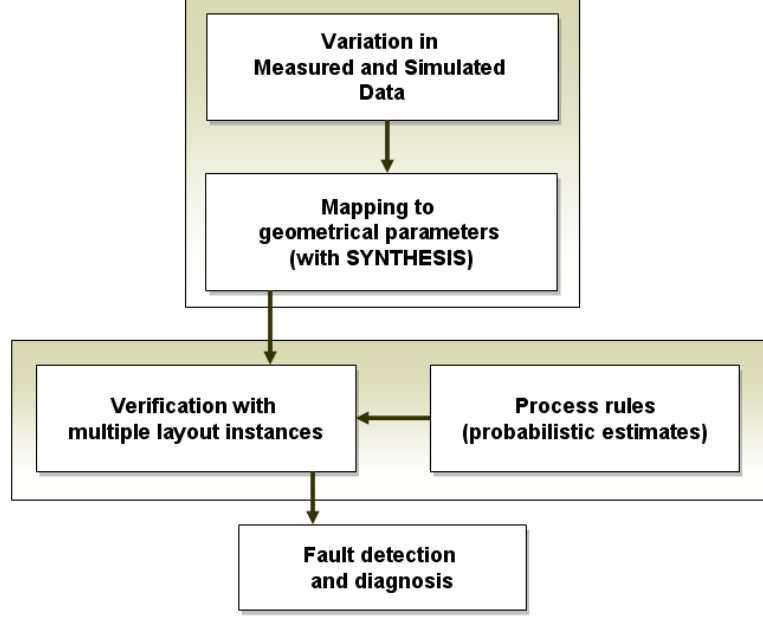 Variation in
Measured and Simulated
Data
Mapping to
geometrical parameters
(with SYNTHESIS)
Verification with
multiple layout instances
Process rules
(probabilistic estimates)
Fault detection
and diagnosis